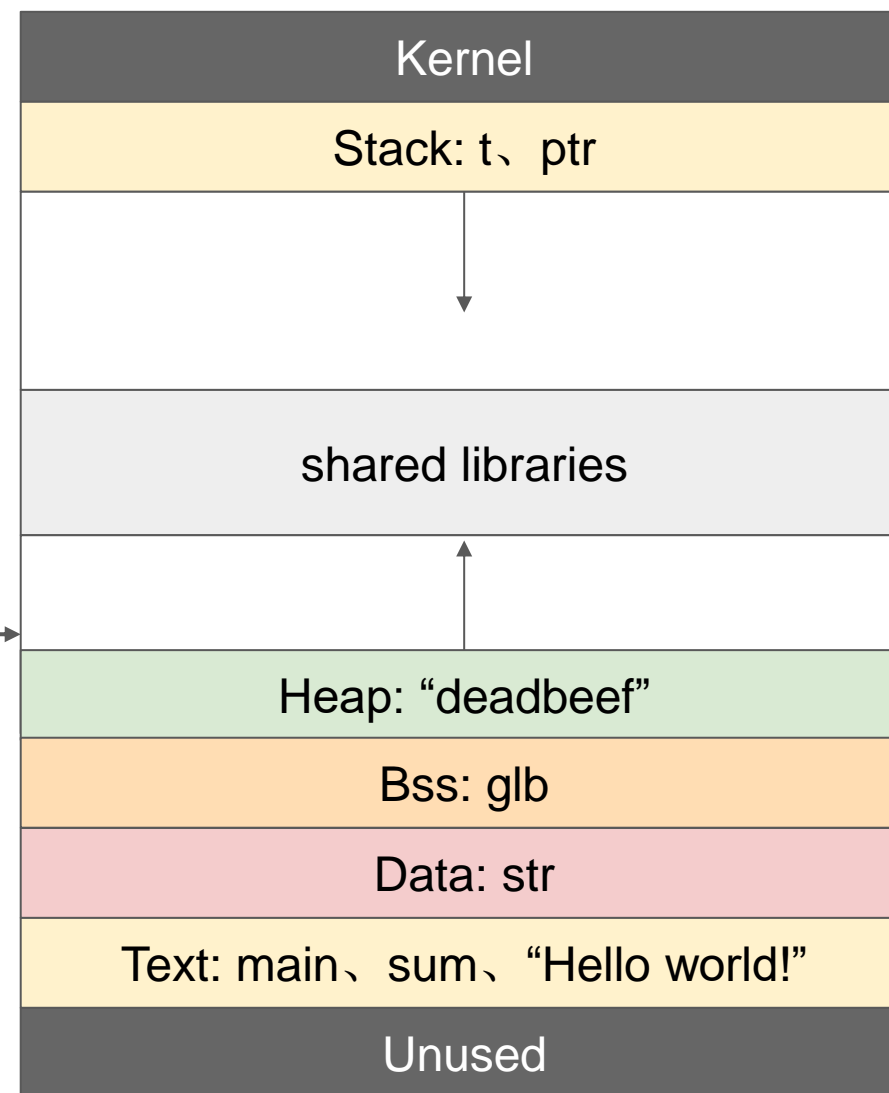 Kernel
Stack: t、ptr
shared libraries
Heap: “deadbeef”
Bss: glb
Data: str
Text: main、sum、“Hello world!”
Unused